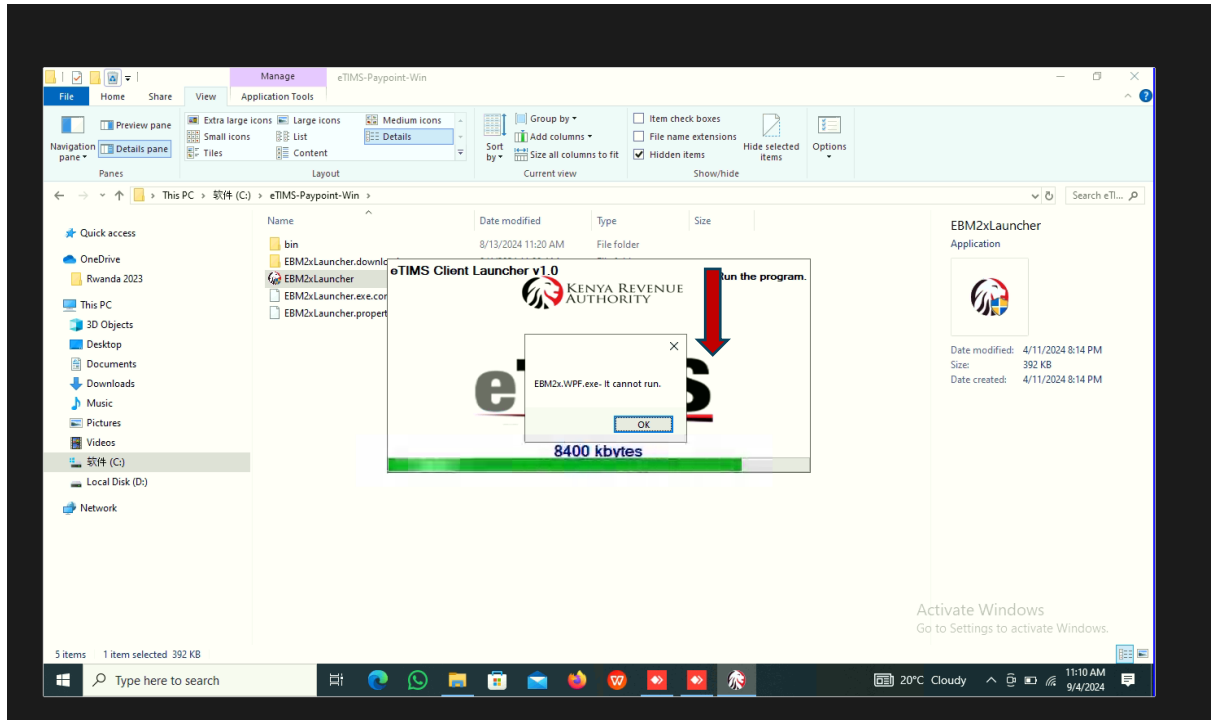 Manage eTIMS-Paypoint-Win
File Home Share View Application Tools
Navigation pane
Preview pane
Details pane
Panes
Extra large icons Large icons Medium icons
Small icons List Details
Tiles Content
Layout
Sort by
Group by
Add columns
Size all columns to fit
Current view
Item check boxes
File name extensions
Hidden items
Hide selected items
Show/hide
Options
This PC > 软件 (C:) > eTIMS-Paypoint-Win >
Search eTI...
Quick access
OneDrive
Rwanda 2023
This PC
3D Objects
Desktop
Documents
Downloads
Music
Pictures
Videos
软件 (C:)
Local Disk (D:)
Network
Name Date modified Type Size
bin 8/13/2024 11:20 AM File folder
EBM2xLauncher
EBM2xLauncher.exe.cor
EBM2xLauncher.propert
eTIMS Client Launcher v1.0
KENYA REVENUE
AUTHORITY
the program.
EBM2x.WPF.exe- It cannot run.
OK
8400 kbytes
EBM2xLauncher
Application
Date modified: 4/11/2024 8:14 PM
Size: 392 KB
Date created: 4/11/2024 8:14 PM
Activate Windows
Go to Settings to activate Windows.
5 items 1 item selected 392 KB
Type here to search
20°C Cloudy
11:10 AM
9/4/2024